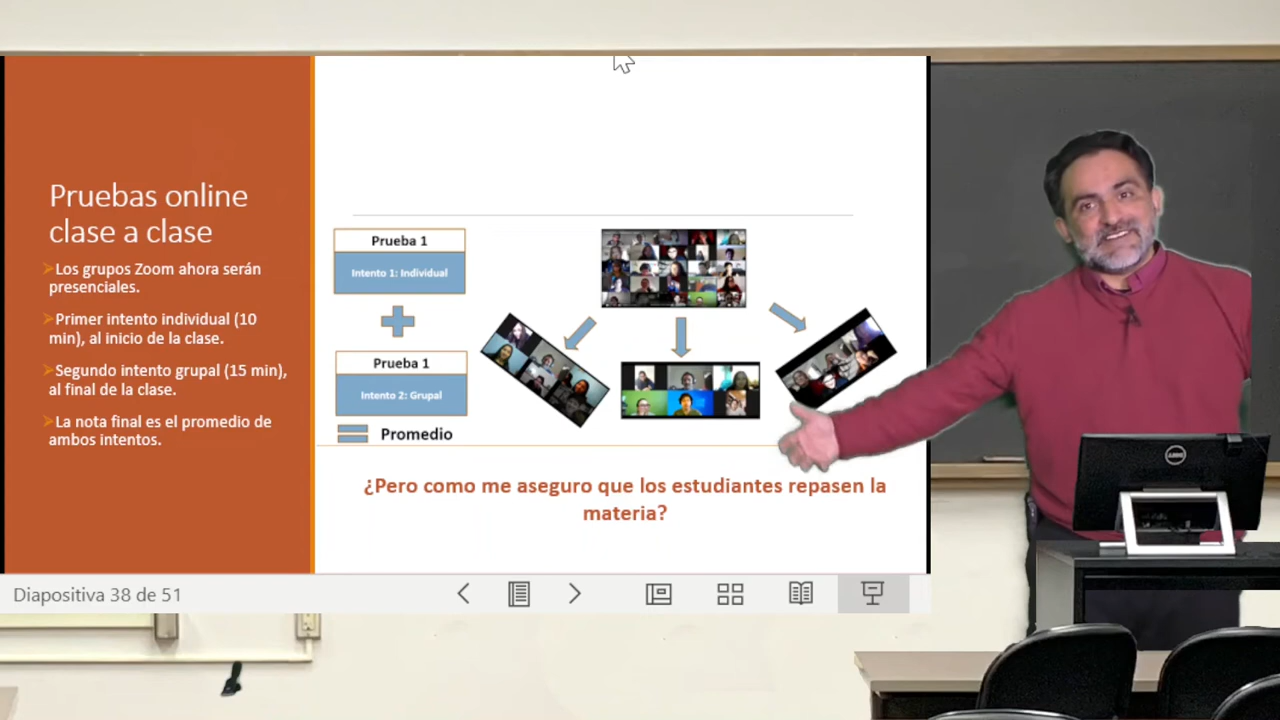 Pruebas online
clase a clase
Los grupos Zoom ahora serán
presenciales.
Primer intento individual (10
min), al inicio de la clase.
Segundo intento grupal (15 min),
al final de la clase.
La nota final es el promedio de
ambos intentos.
Prueba 1
Intento 1: Individual
Prueba 1
Intento 2: Grupal
Promedio
¿Pero como me aseguro que los estudiantes repasen la
materia?
Diapositiva 38 de 51
DELL